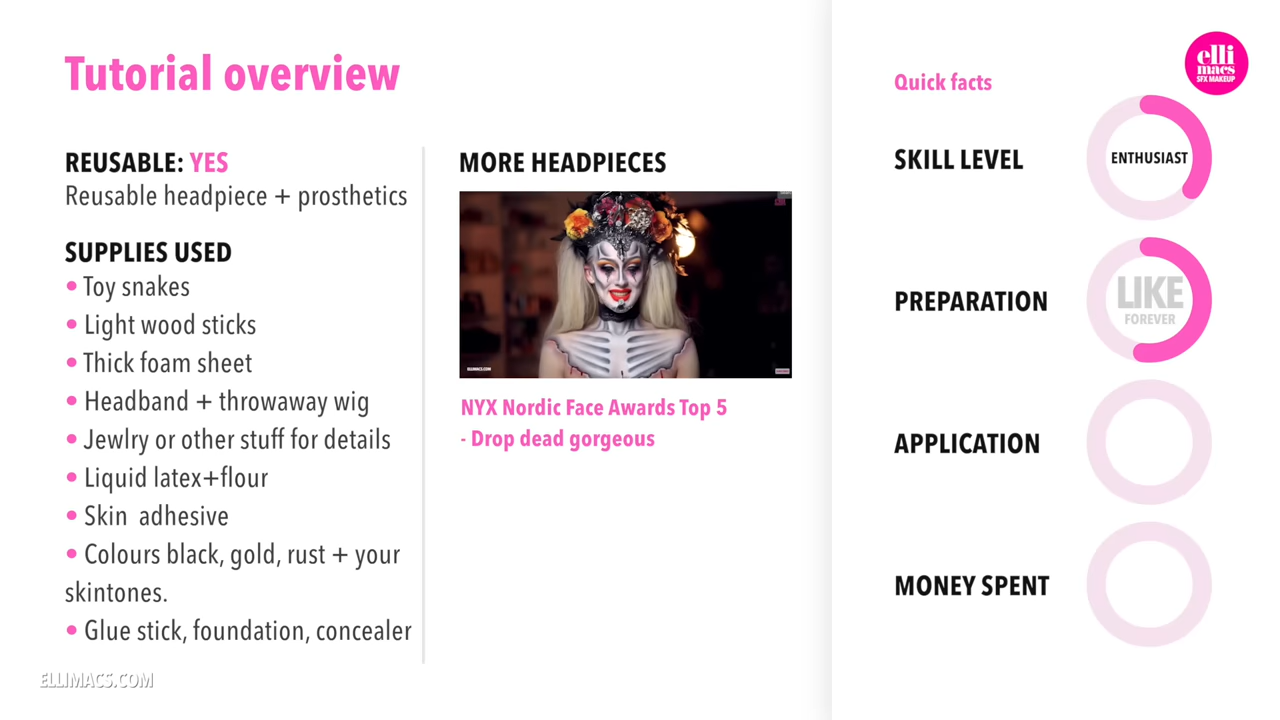 Tutorial overview
REUSABLE: YES
Reusable headpiece + prosthetics
SUPPLIES USED
• Toy snakes
• Light wood sticks
• Thick foam sheet
• Headband + throwaway wig
• Jewlry or other stuff for details
• Liquid latex+flour
• Skin adhesive
• Colours black, gold, rust + your
skintones.
• Glue stick, foundation, concealer
ELLIMACS.COM
MORE HEADPIECES
ELLIMACS.COM
NYX Nordic Face Awards Top 5
- Drop dead gorgeous
elli
macs
SFX MAKEUP
Quick facts
SKILL LEVEL
ENTHUSIAST
PREPARATION
LIKE
FOREVER
APPLICATION
MONEY SPENT